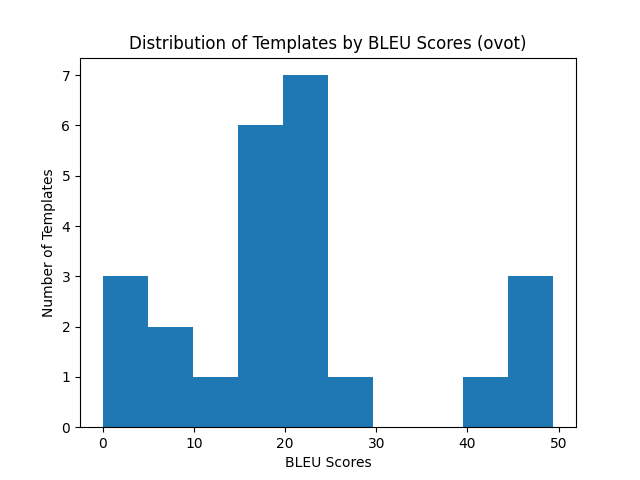 Distribution of Templates by BLEU Scores (ovot)
7
6
5
4
3
2
1
0
Number of Templates
0 10 20 30 40 50
BLEU Scores